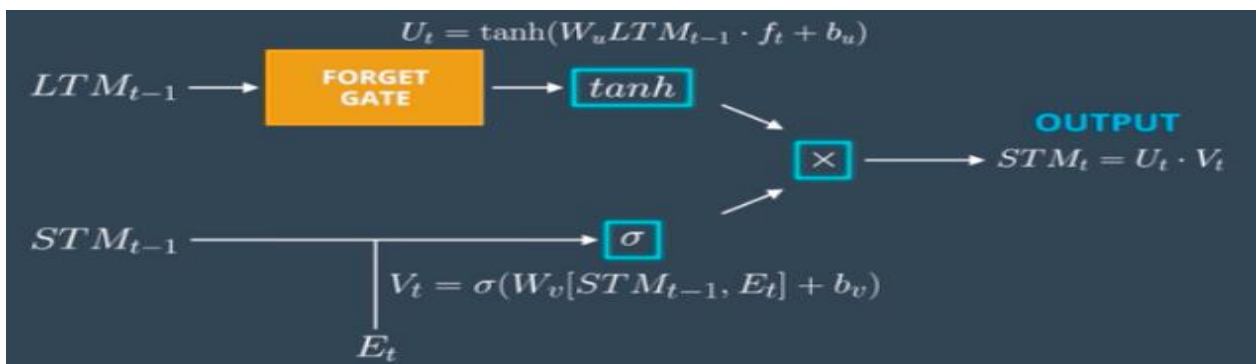 U_t = tanh(W_u LTM_{t-1} · f_t + b_u)
LTM_{t-1}
FORGET
GATE
tanh
×
OUTPUT
STM_t = U_t · V_t
STM_{t-1}
σ
V_t = σ(W_v[STM_{t-1}, E_t] + b_v)
E_t